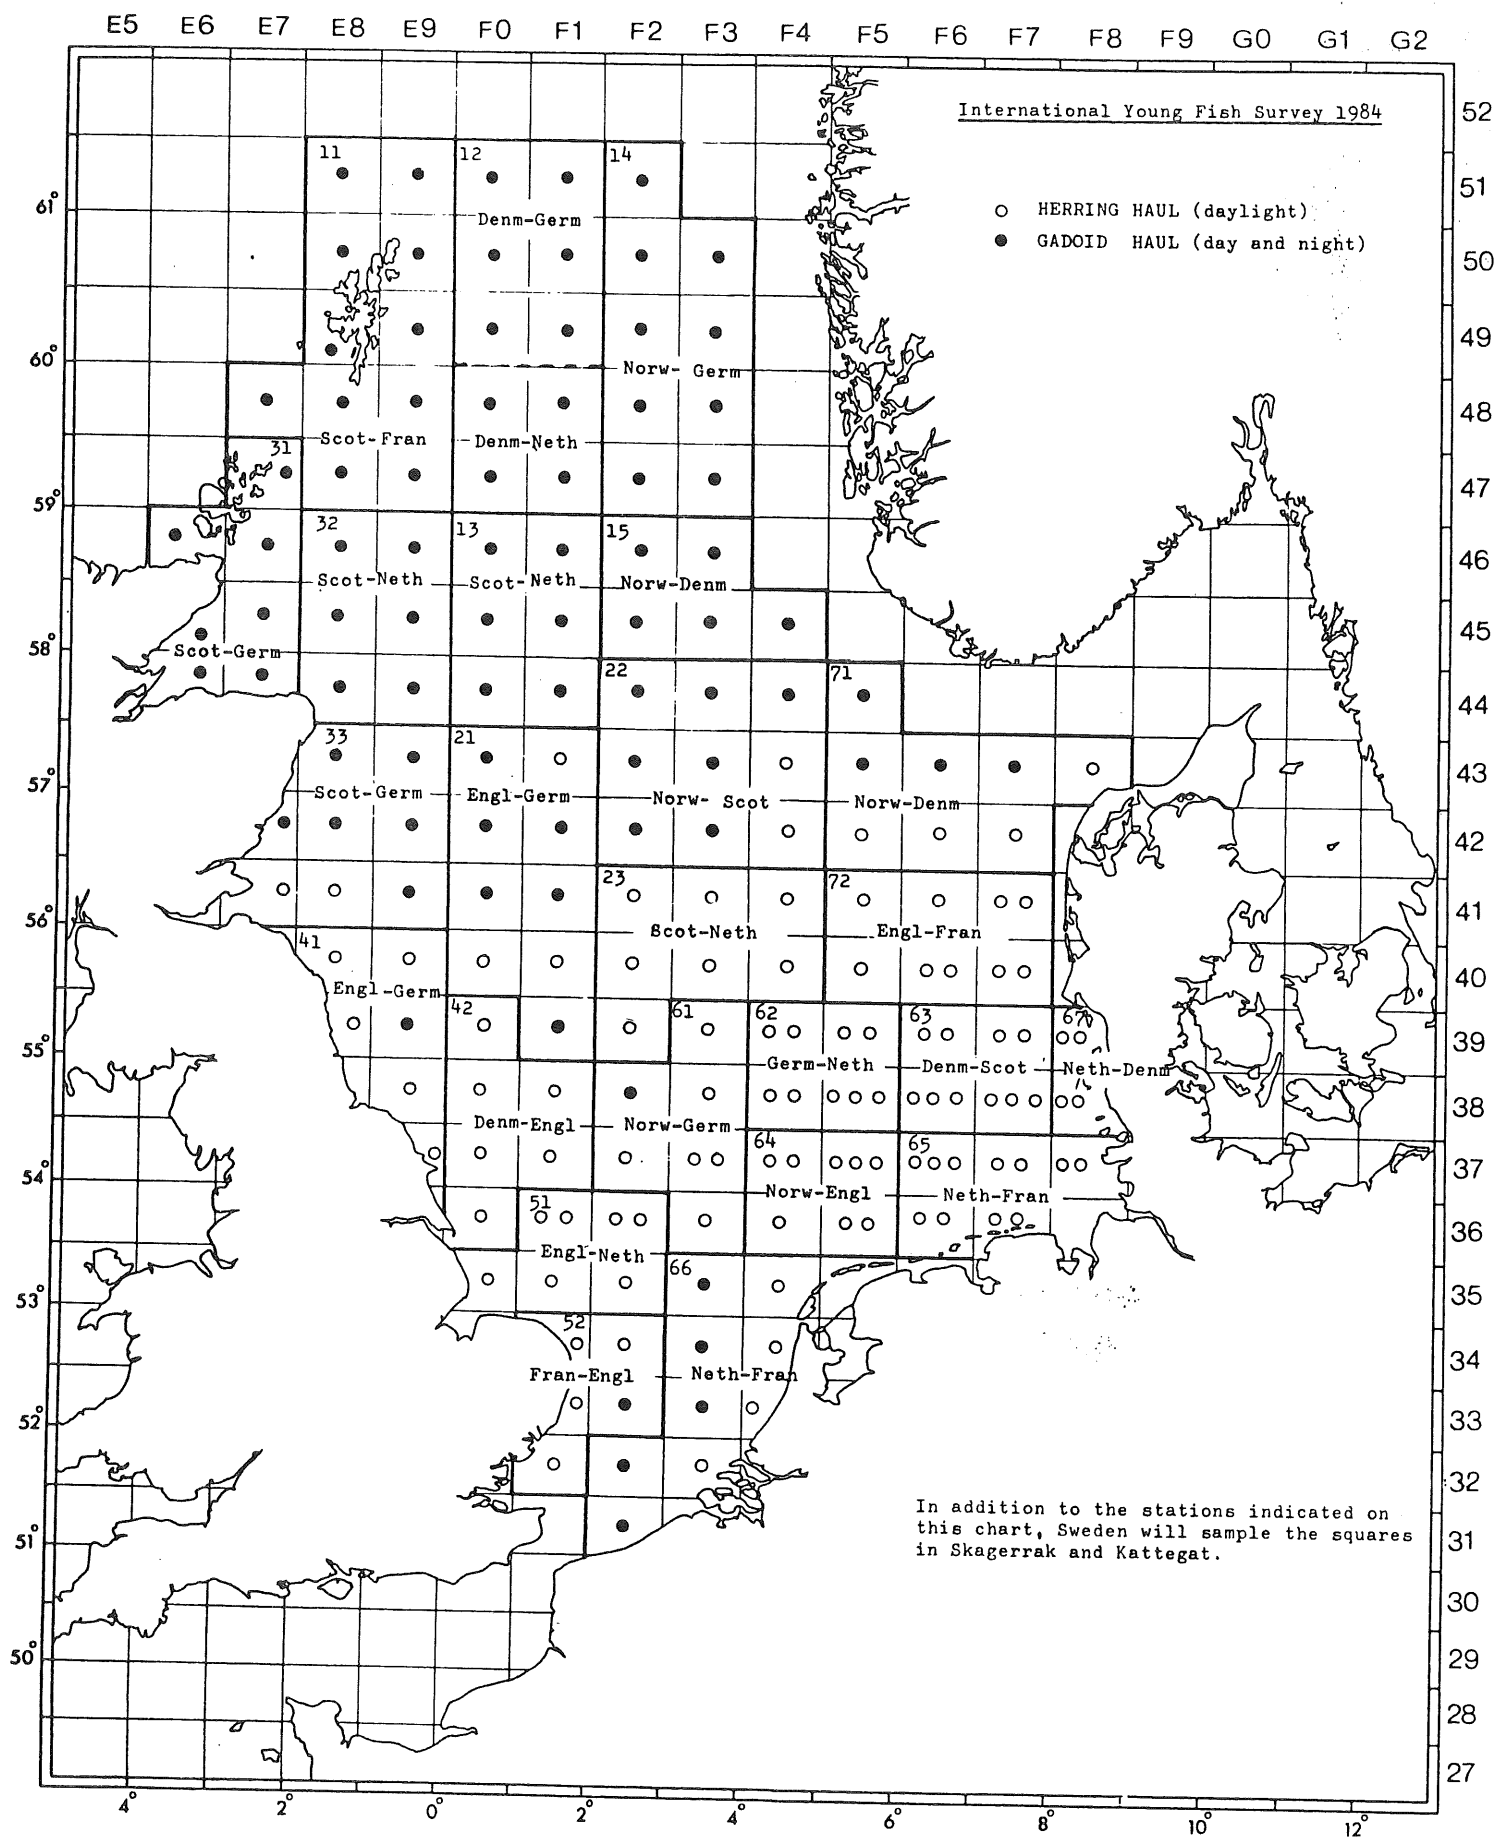 E5 E6 E7 E8 E9 F0 F1 F2 F3 F4 F5 F6 F7 F8 F9 G0 G1 G2
International Young Fish Survey 1984
52
11 12 14
51
61°
HERRING HAUL (daylight)
Denm-Germ
GADOID HAUL (day and night)
50
49
60°
Norw- Germ
48
Scot-Fran Denm-Neth
31
47
59°
32 13 15
46
Scot-Neth Scot-Neth Norw-Denm
45
58°
Scot-Germ
22 71
44
33 21
43
57°
Scot-Germ Engl-Germ Norw- Scot Norw-Denm
42
23 72
41
56°
Scot-Neth Engl-Fran
41
40
Engl-Germ
42 61 62 63 67
39
55°
Germ-Neth Denm-Scot Neth-Denm
38
Denm-Engl Norw-Germ
64 65
37
54°
Norw-Engl Neth-Fran
51
36
Engl-Neth
66
35
53°
52
34
Fran-Engl Neth-Fran
33
52°
32
In addition to the stations indicated on
this chart, Sweden will sample the squares
in Skagerrak and Kattegat.
31
51°
30
50°
29
28
27
4° 2° 0° 2° 4° 6° 8° 10° 12°